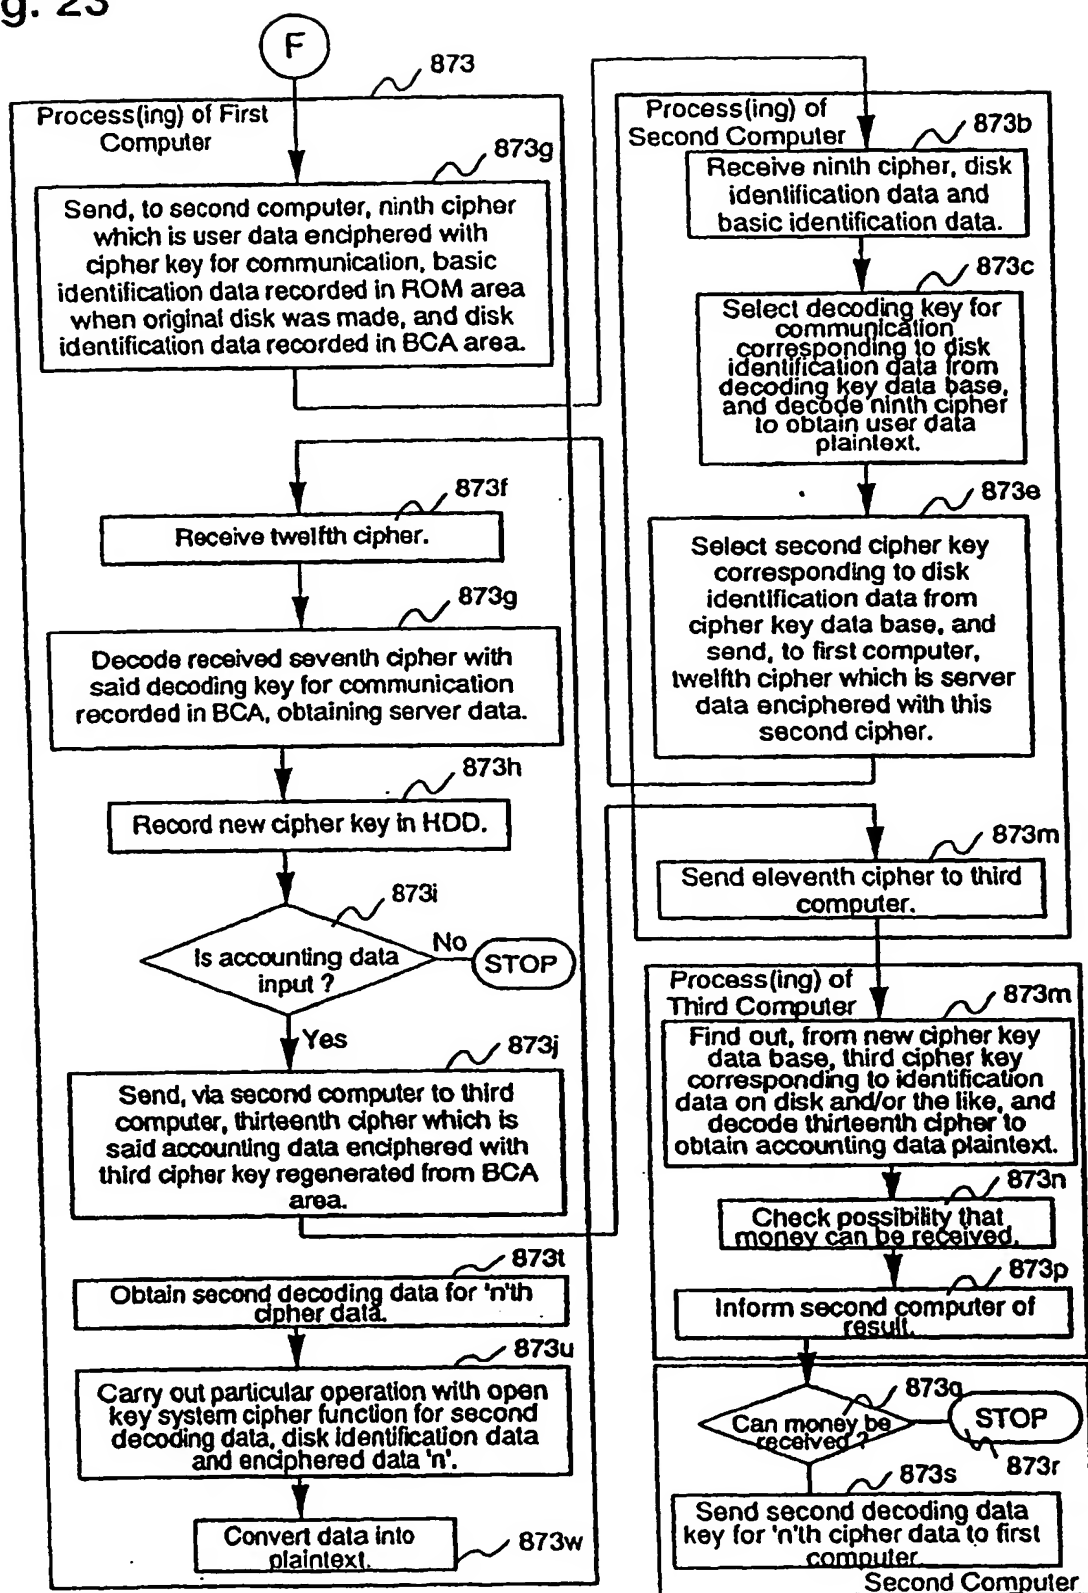 g. 23
F
873
Process(ing) of First
Computer
873g
Send, to second computer, ninth cipher
which is user data enciphered with
cipher key for communication, basic
identification data recorded in ROM area
when original disk was made, and disk
identification data recorded in BCA area.
873f
Receive twelfth cipher.
873g
Decode received seventh cipher with
said decoding key for communication
recorded in BCA, obtaining server data.
873h
Record new cipher key in HDD.
873i
Is accounting data
input ?
No
STOP
Yes
873j
Send, via second computer to third
computer, thirteenth cipher which is
said accounting data enciphered with
third cipher key regenerated from BCA
area.
873t
Obtain second decoding data for 'n'th
cipher data.
873u
Carry out particular operation with open
key system cipher function for second
decoding data, disk identification data
and enciphered data 'n'.
Convert data into
plaintext.
873w
Process(ing) of
Second Computer
873b
Receive ninth cipher, disk
identification data and
basic identification data.
873c
Select decoding key for
communication
corresponding to disk
identification data from
decoding key data base,
and decode ninth cipher
to obtain user data
plaintext.
873e
Select second cipher key
corresponding to disk
identification data from
cipher key data base, and
send, to first computer,
twelfth cipher which is server
data enciphered with this
second cipher.
873m
Send eleventh cipher to third
computer.
Process(ing) of
Third Computer
873m
Find out, from new cipher key
data base, third cipher key
corresponding to identification
data on disk and/or the like, and
decode thirteenth cipher to
obtain accounting data plaintext.
873n
Check possibility that
money can be received.
873p
Inform second computer of
result.
873q
Can money be
received ?
STOP
873r
873s
Send second decoding data
key for 'n'th cipher data to first
computer
Second Computer